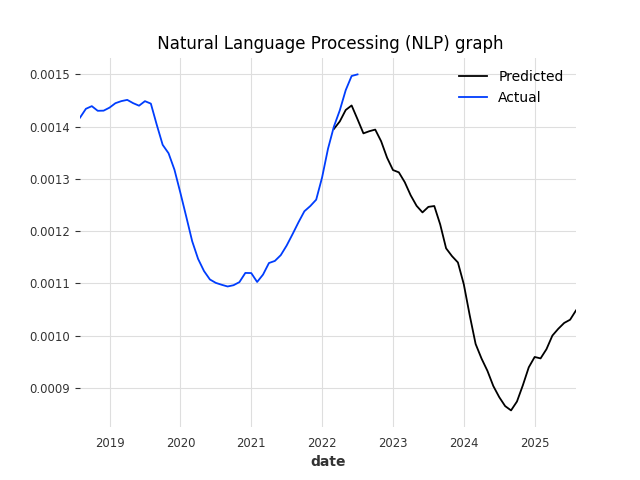 Natural Language Processing (NLP) graph
Predicted
Actual
0.0015
0.0014
0.0013
0.0012
0.0011
0.0010
0.0009
2019 2020 2021 2022 2023 2024 2025
date